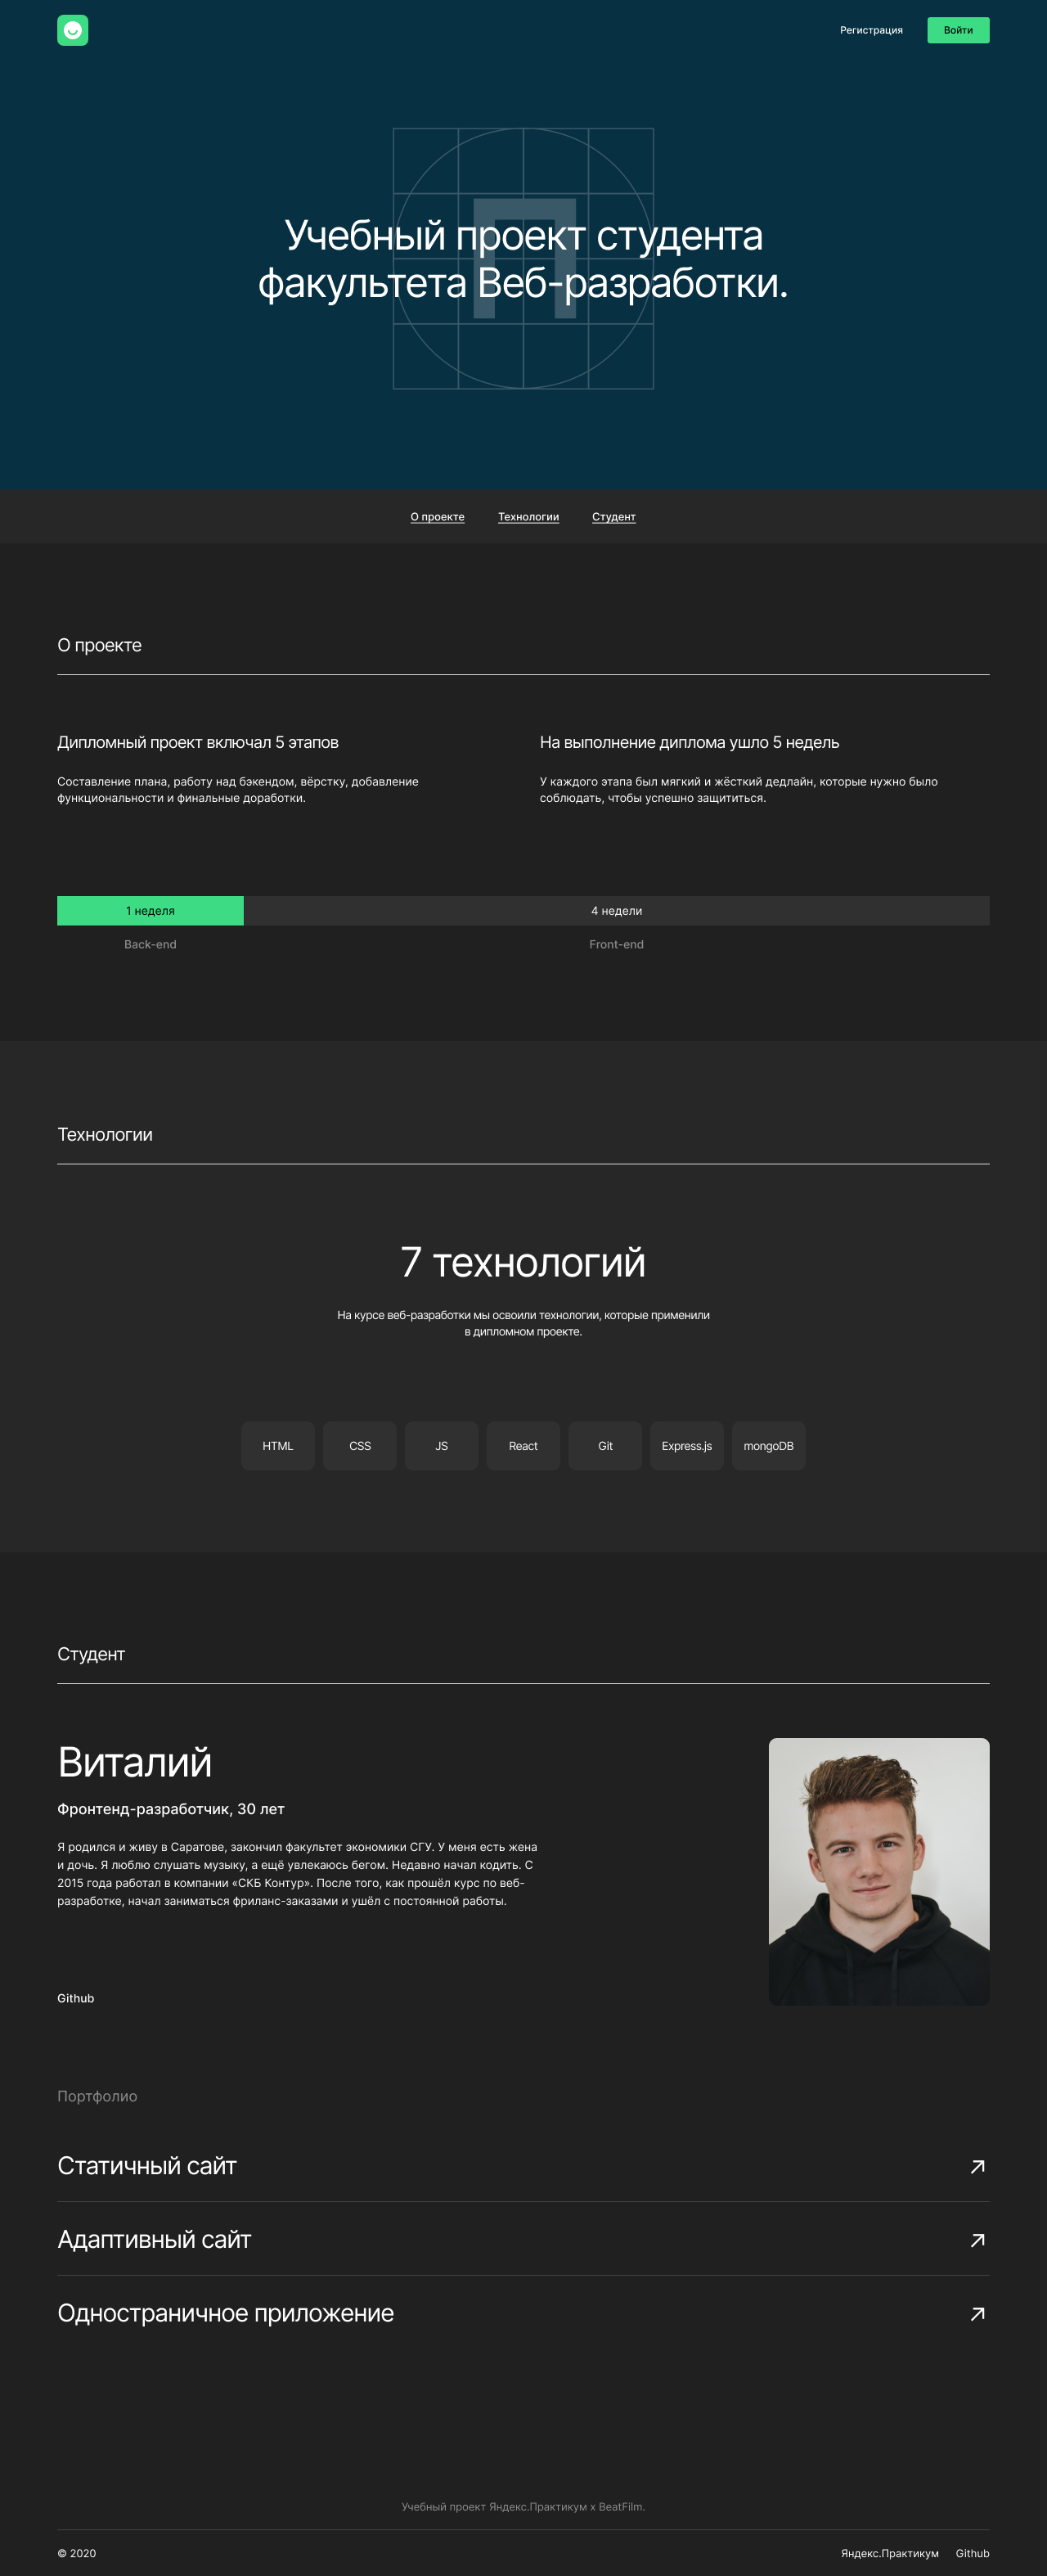 Регистрация
Войти
П
Учебный проект студента
факультета Веб-разработки.
О проекте
Технологии
Студент
О проекте
Дипломный проект включал 5 этапов
Составление плана, работу над бэкендом, вёрстку, добавление
функциональности и финальные доработки.
На выполнение диплома ушло 5 недель
У каждого этапа был мягкий и жёсткий дедлайн, которые нужно было
соблюдать, чтобы успешно защититься.
1 неделя
4 недели
Back-end
Front-end
Технологии
7 технологий
На курсе веб-разработки мы освоили технологии, которые применили
в дипломном проекте.
HTML
CSS
JS
React
Git
Express.js
mongoDB
Студент
Виталий
Фронтенд-разработчик, 30 лет
Я родился и живу в Саратове, закончил факультет экономики СГУ. У меня есть жена
и дочь. Я люблю слушать музыку, а ещё увлекаюсь бегом. Недавно начал кодить. С
2015 года работал в компании «СКБ Контур». После того, как прошёл курс по веб-
разработке, начал заниматься фриланс-заказами и ушёл с постоянной работы.
Github
Портфолио
Статичный сайт
Адаптивный сайт
Одностраничное приложение
Учебный проект Яндекс.Практикум х BeatFilm.
© 2020
Яндекс.Практикум
Github